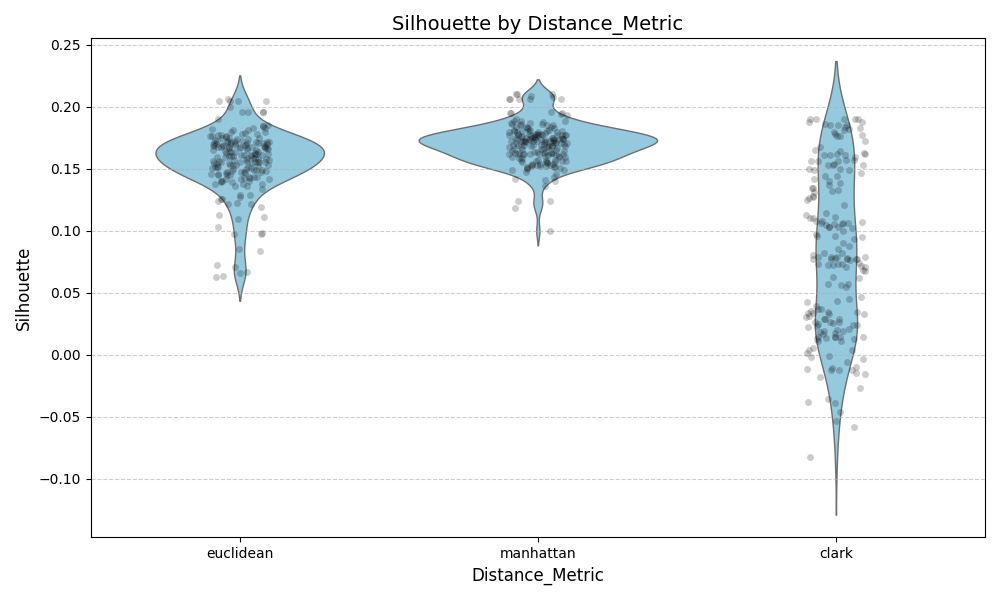 Silhouette by Distance_Metric
Silhouette
0.25
0.20
0.15
0.10
0.05
0.00
−0.05
−0.10
euclidean
manhattan
clark
Distance_Metric